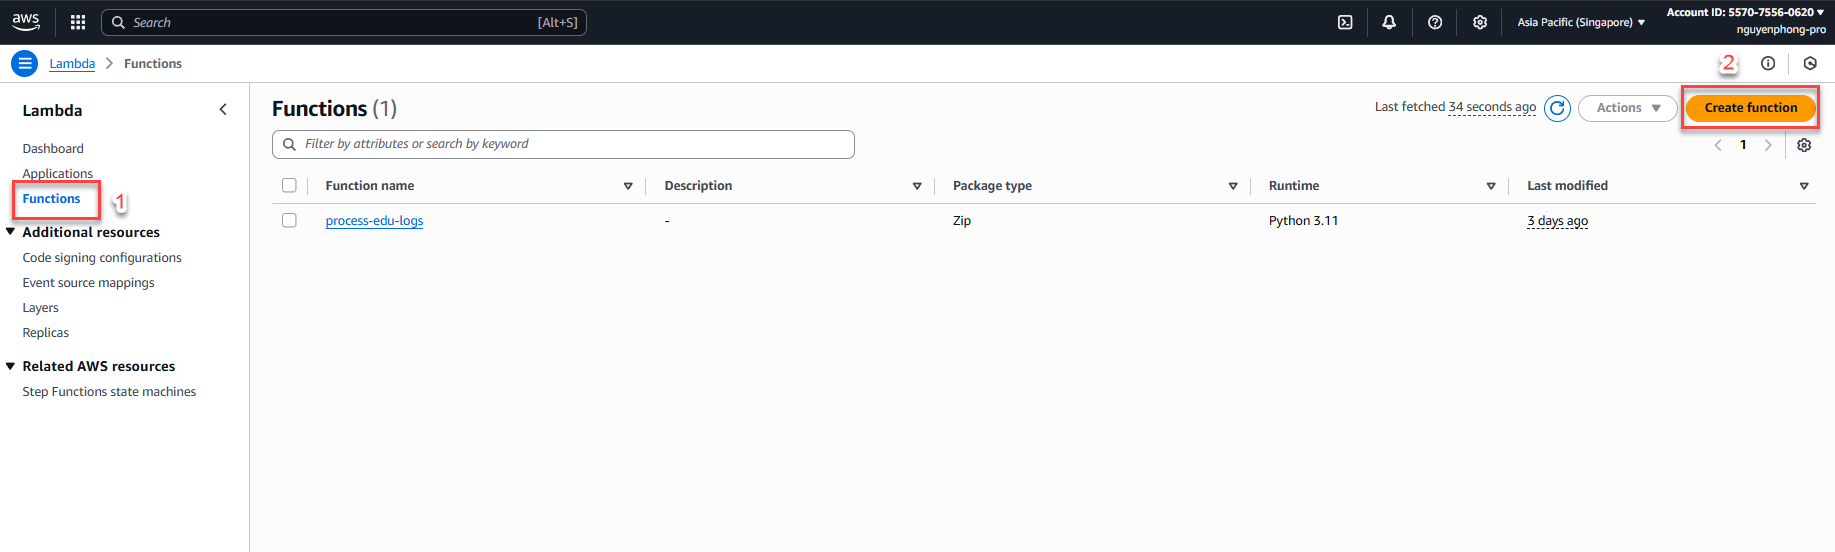 aws Search [Alt+S] Asia Pacific (Singapore) Account ID: 5570-7556-0620
nguyenphong-pro
Lambda > Functions 2
Lambda
Dashboard
Applications
Functions 1
Additional resources
Code signing configurations
Event source mappings
Layers
Replicas
Related AWS resources
Step Functions state machines
Functions (1) Last fetched 34 seconds ago Actions Create function
Filter by attributes or search by keyword 1
Function name Description Package type Runtime Last modified
process-edu-logs - Zip Python 3.11 3 days ago